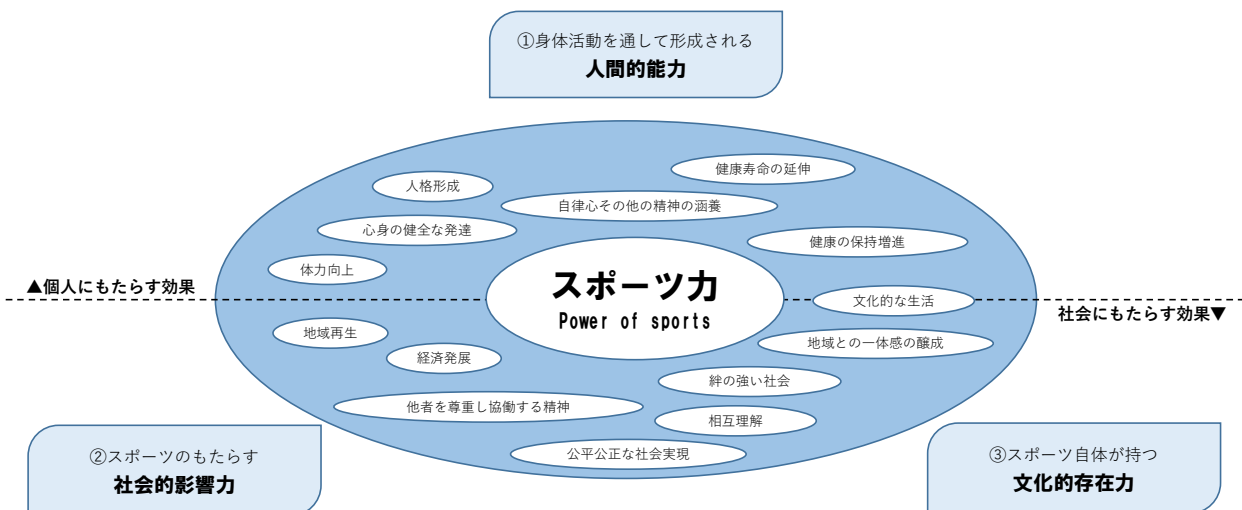 ①身体活動を通して形成される
人間的能力
健康寿命の延伸
人格形成
自律心その他の精神の涵養
心身の健全な発達
健康の保持増進
体力向上
スポーツ力
Power of sports
▲個人にもたらす効果
文化的な生活
社会にもたらす効果▼
地域再生
地域との一体感の醸成
経済発展
絆の強い社会
他者を尊重し協働する精神
相互理解
公平公正な社会実現
②スポーツのもたらす
社会的影響力
③スポーツ自体が持つ
文化的存在力